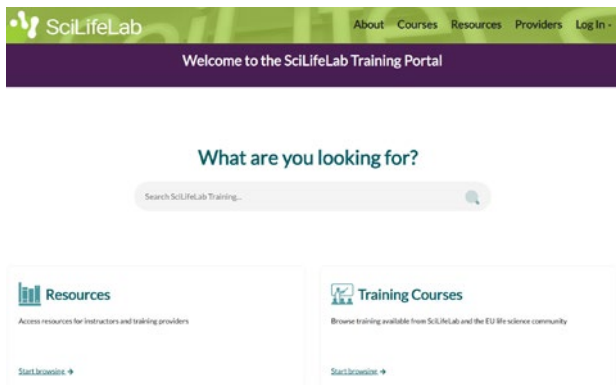 SciLifeLab
About Courses Resources Providers Log In
Welcome to the SciLifeLab Training Portal
What are you looking for?
Search SciLifeLab Training...
Resources
Access resources for instructors and training providers
Start browsing →
Training Courses
Browse training available from SciLifeLab and the EU life science community
Start browsing →